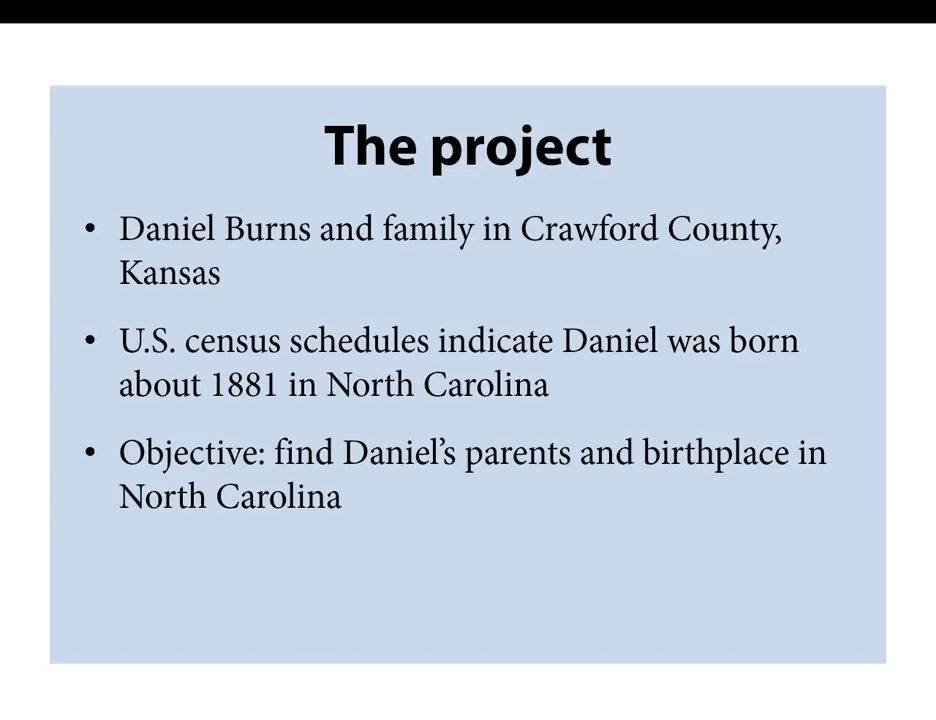 The project
• Daniel Burns and family in Crawford County,
Kansas
• U.S. census schedules indicate Daniel was born
about 1881 in North Carolina
• Objective: find Daniel’s parents and birthplace in
North Carolina